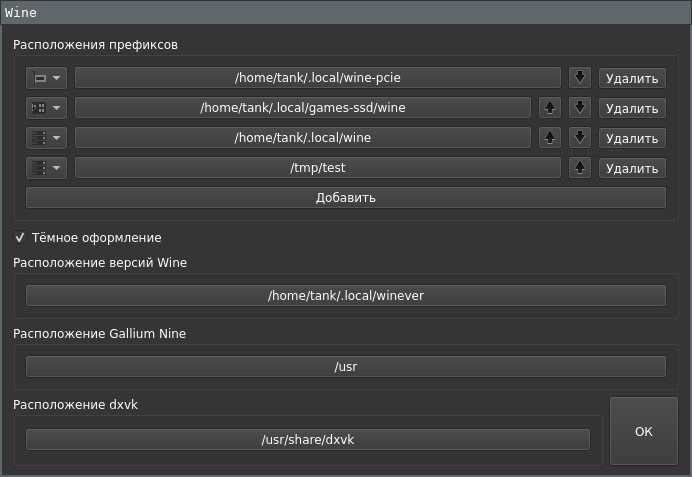 Wine
Расположения префиксов
/home/tank/.local/wine-pcie Удалить
/home/tank/.local/games-ssd/wine Удалить
/home/tank/.local/wine Удалить
/tmp/test Удалить
Добавить
Тёмное оформление
Расположение версий Wine
/home/tank/.local/winever
Расположение Gallium Nine
/usr
Расположение dxvk
/usr/share/dxvk
ОК